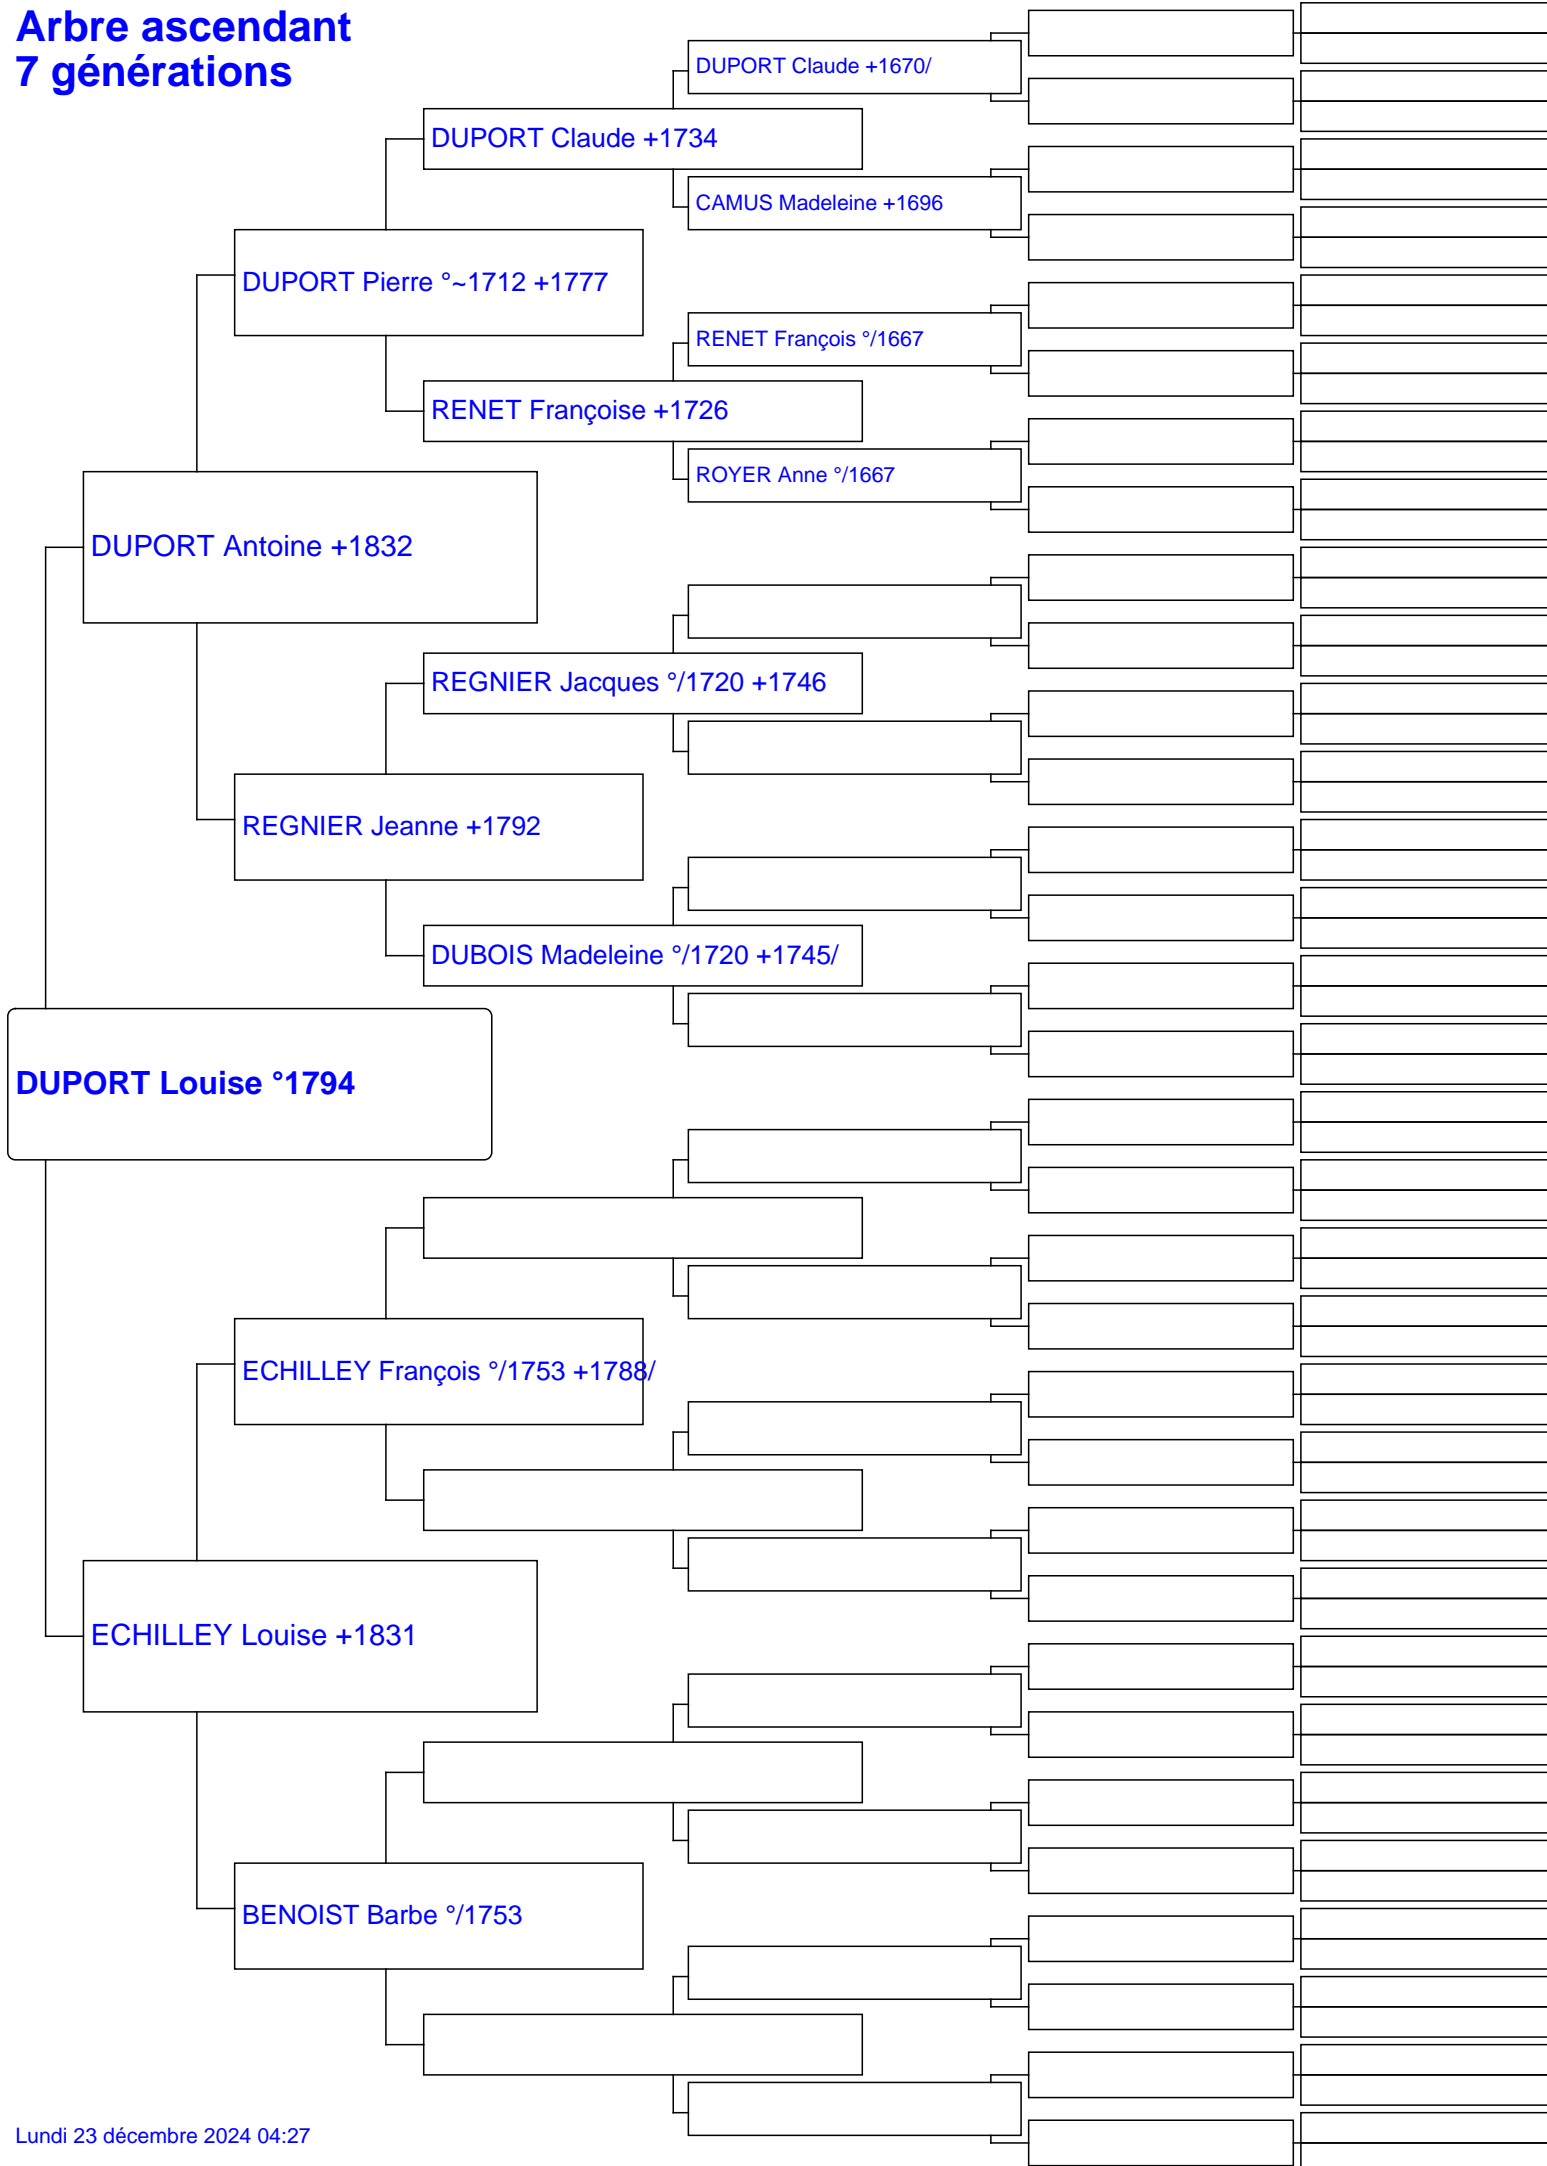 Arbre ascendant
7 générations
DUPORT Claude +1670/
DUPORT Claude +1734
CAMUS Madeleine +1696
DUPORT Pierre °~1712 +1777
RENET François °/1667
RENET Françoise +1726
ROYER Anne °/1667
DUPORT Antoine +1832
REGNIER Jacques °/1720 +1746
REGNIER Jeanne +1792
DUBOIS Madeleine °/1720 +1745/
DUPORT Louise °1794
ECHILLEY François °/1753 +1788/
ECHILLEY Louise +1831
BENOIST Barbe °/1753
Lundi 23 décembre 2024 04:27